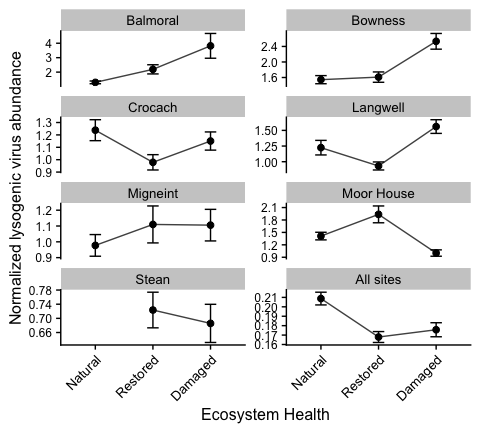 Balmoral
Bowness
4
3
2
2.4
2.0
1.6
Crocach
Langwell
1.3
1.2
1.1
1.0
0.9
1.50
1.25
1.00
Migneint
Moor House
1.2
1.1
1.0
0.9
2.1
1.8
1.5
1.2
0.9
Stean
All sites
0.78
0.74
0.70
0.66
0.21
0.20
0.19
0.18
0.17
0.16
Natural
Restored
Damaged
Natural
Restored
Damaged
Normalized lysogenic virus abundance
Ecosystem Health